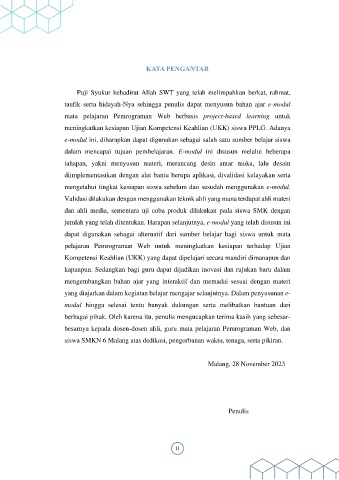 KATA PENGANTAR
Puji Syukur kehadirat Allah SWT yang telah melimpahkan berkat, rahmat,
taufik serta hidayah-Nya sehingga penulis dapat menyusun bahan ajar e-modul
mata pelajaran Pemrograman Web berbasis project-based learning untuk
meningkatkan kesiapan Ujian Kompetensi Keahlian (UKK) siswa PPLG. Adanya
e-modul ini, diharapkan dapat digunakan sebagai salah satu sumber belajar siswa
dalam mencapai tujuan pembelajaran. E-modul ini disusun melalui beberapa
tahapan, yakni menyusun materi, merancang desin antar muka, lalu desain
diimplementasikan dengan alat bantu berupa aplikasi, divalidasi kelayakan serta
mengetahui tingkat kesiapan siswa sebelum dan sesudah menggunakan e-modul.
Validasi dilakukan dengan menggunakan teknik ahli yang mana terdapat ahli materi
dan ahli media, sementara uji coba produk dilakukan pada siswa SMK dengan
jumlah yang telah ditentukan. Harapan selanjutnya, e-modul yang telah disusun ini
dapat digunakan sebagai alternatif dari sumber belajar bagi siswa untuk mata
pelajaran Pemrograman Web untuk meningkatkan kesiapan terhadap Ujian
Kompetensi Keahlian (UKK) yang dapat dipelajari secara mandiri dimanapun dan
kapanpun. Sedangkan bagi guru dapat dijadikan inovasi dan rujukan baru dalam
mengembangkan bahan ajar yang interaktif dan memadai sesuai dengan materi
yang diajarkan dalam kegiatan belajar mengajar selanjutnya. Dalam penyusunan e-
modul hingga selesai tentu banyak dukungan serta melibatkan bantuan dari
berbagai pihak. Oleh karena itu, penulis mengucapkan terima kasih yang sebesar-
besarnya kepada dosen-dosen ahli, guru mata pelajaran Pemrograman Web, dan
siswa SMKN 6 Malang atas dedikasi, pengorbanan waktu, tenaga, serta pikiran.
Malang, 28 November 2023
Penulis
ii